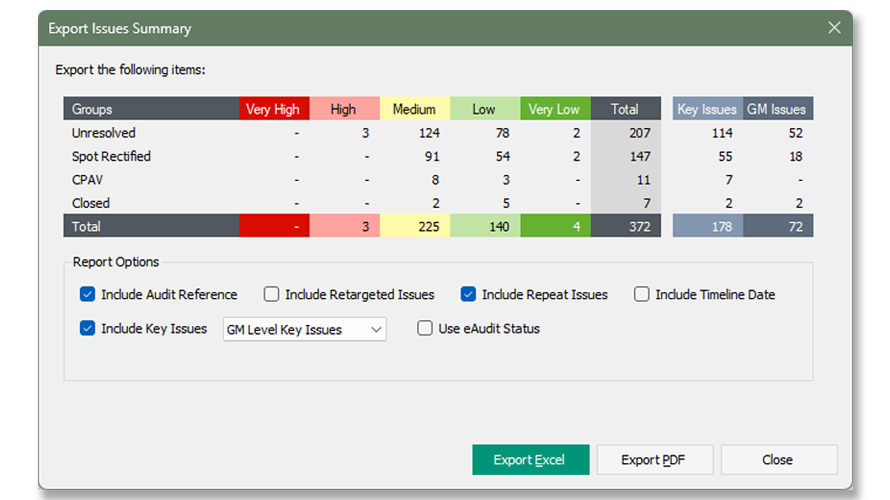 Export Issues Summary
Export the following items:
Groups Very High High Medium Low Very Low Total Key Issues GM Issues
Unresolved - 3 124 78 2 207 114 52
Spot Rectified - - 91 54 2 147 55 18
CPAV - - 8 3 - 11 7 -
Closed - - 2 5 - 7 2 2
Total - 3 225 140 4 372 178 72
Report Options
Include Audit Reference Include Retargeted Issues Include Repeat Issues Include Timeline Date
Include Key Issues GM Level Key Issues Use eAudit Status
Export Excel Export PDF Close